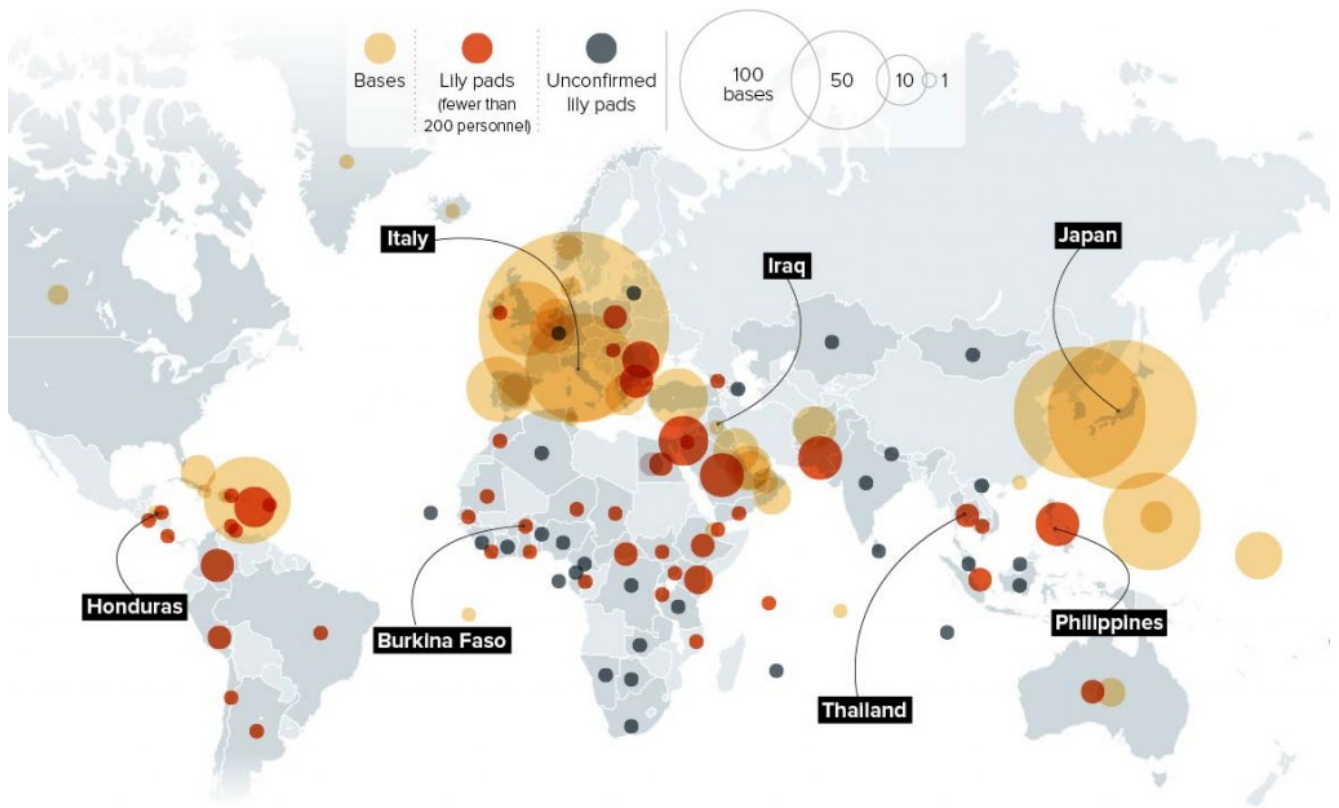 Bases
Lily pads
(fewer than
200 personnel)
Unconfirmed
lily pads
100
bases
50
10
1
Italy
Iraq
Japan
Honduras
Burkina Faso
Thailand
Philippines